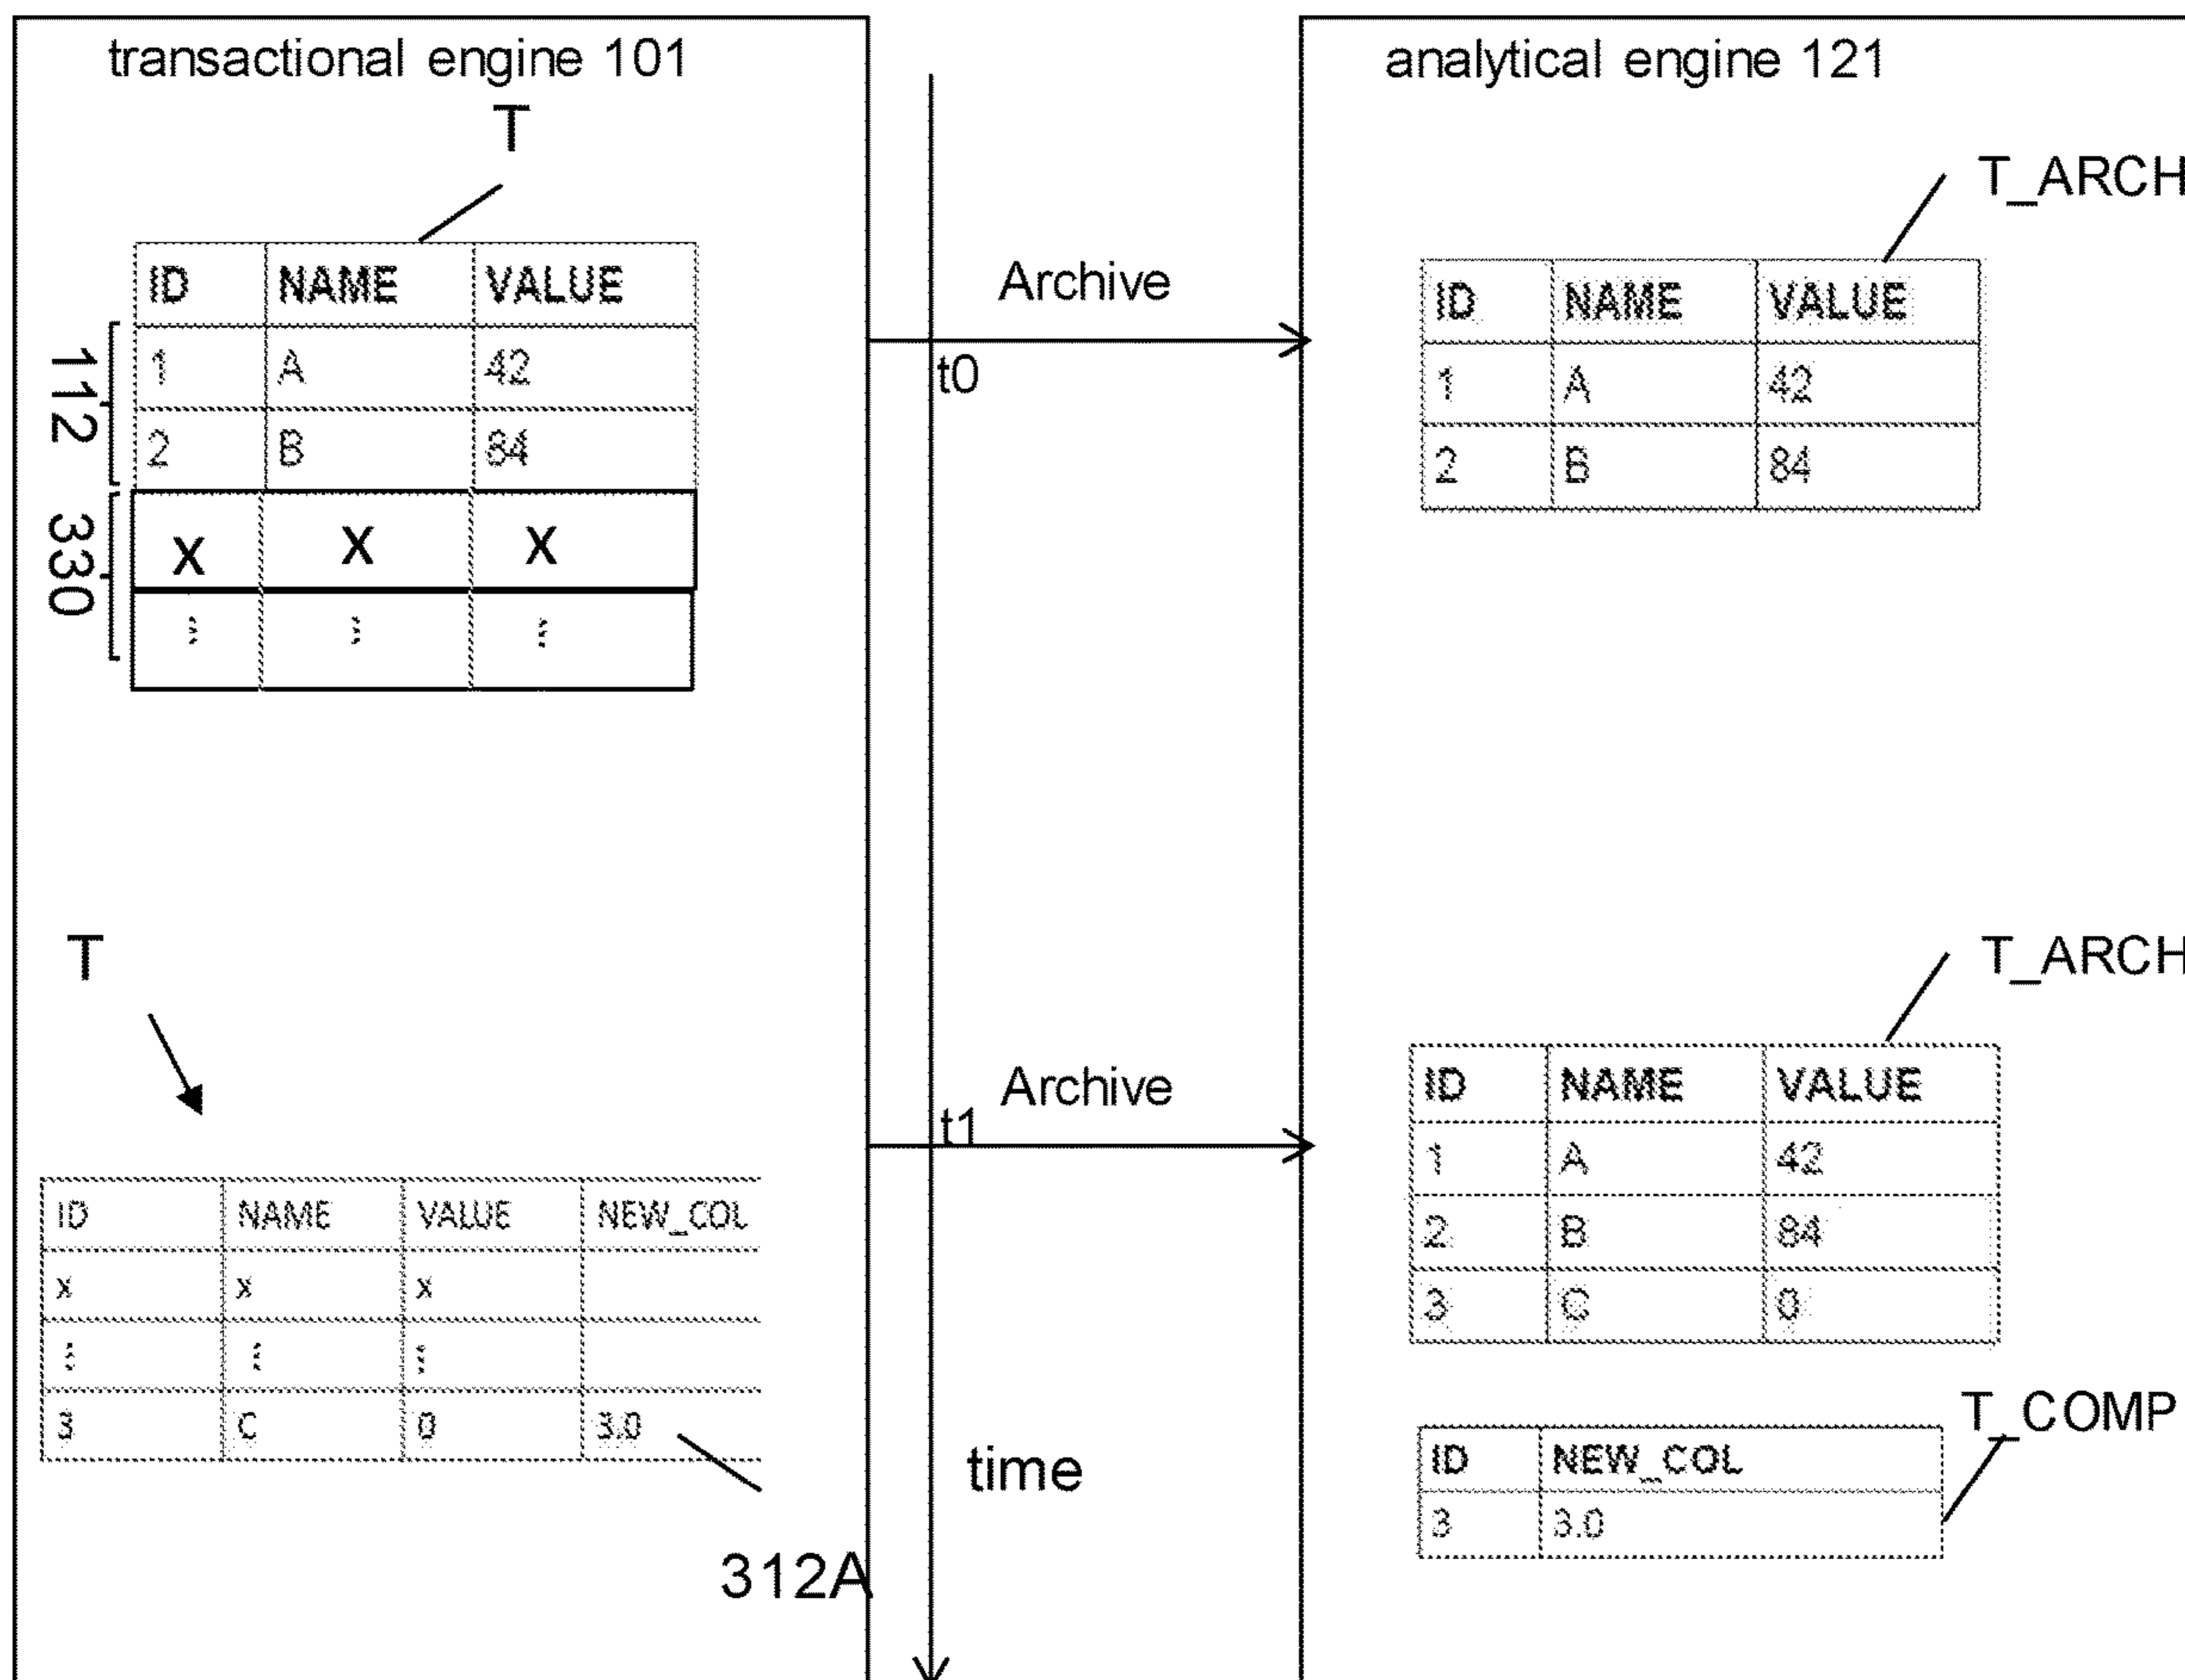 transactional engine 101
T
ID NAME VALUE
1 A 42
2 B 84
X X X
⋮ ⋮ ⋮
112
330
Archive
t0
analytical engine 121
T_ARCH
ID NAME VALUE
1 A 42
2 B 84
T
ID NAME VALUE NEW_COL
x x x
⋮ ⋮ ⋮
3 C 0 3.0
312A
Archive
t1
time
T_ARCH
ID NAME VALUE
1 A 42
2 B 84
3 C 0
T_COMP
ID NEW_COL
3 3.0